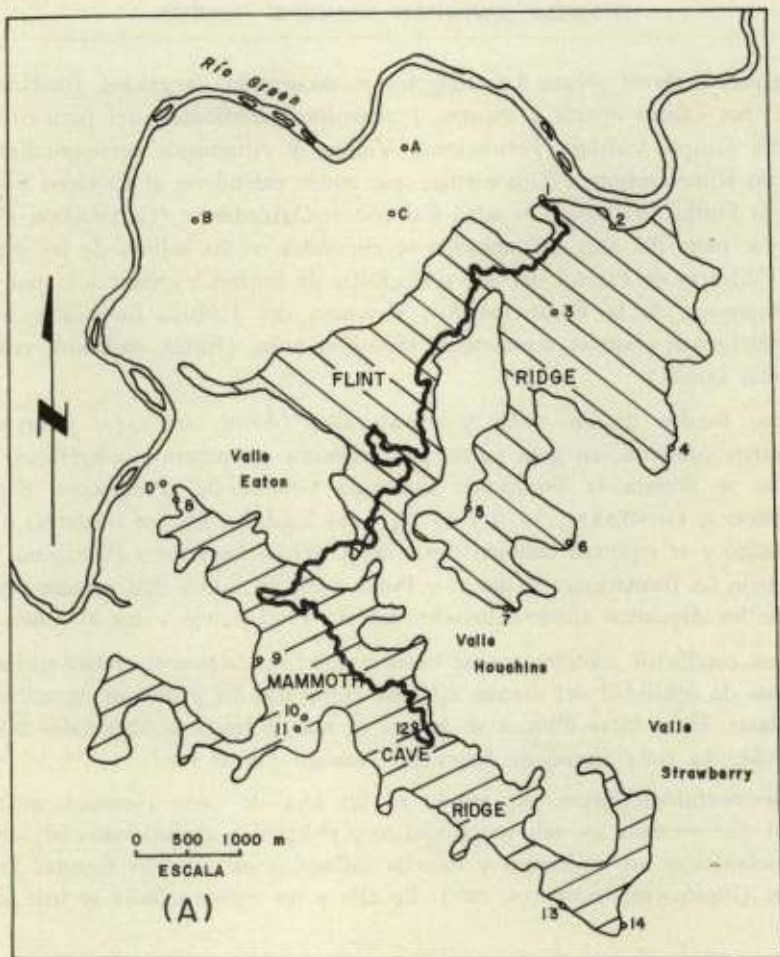 Río Green
A
B
C
1
2
3
FLINT
RIDGE
4
Valle
Eaton
D
8
5
6
7
Valle
Houchins
9
MAMMOTH
10
11
12
CAVE
Valle
Strawberry
RIDGE
N
0 500 1000 m
ESCALA
(A)
13
14